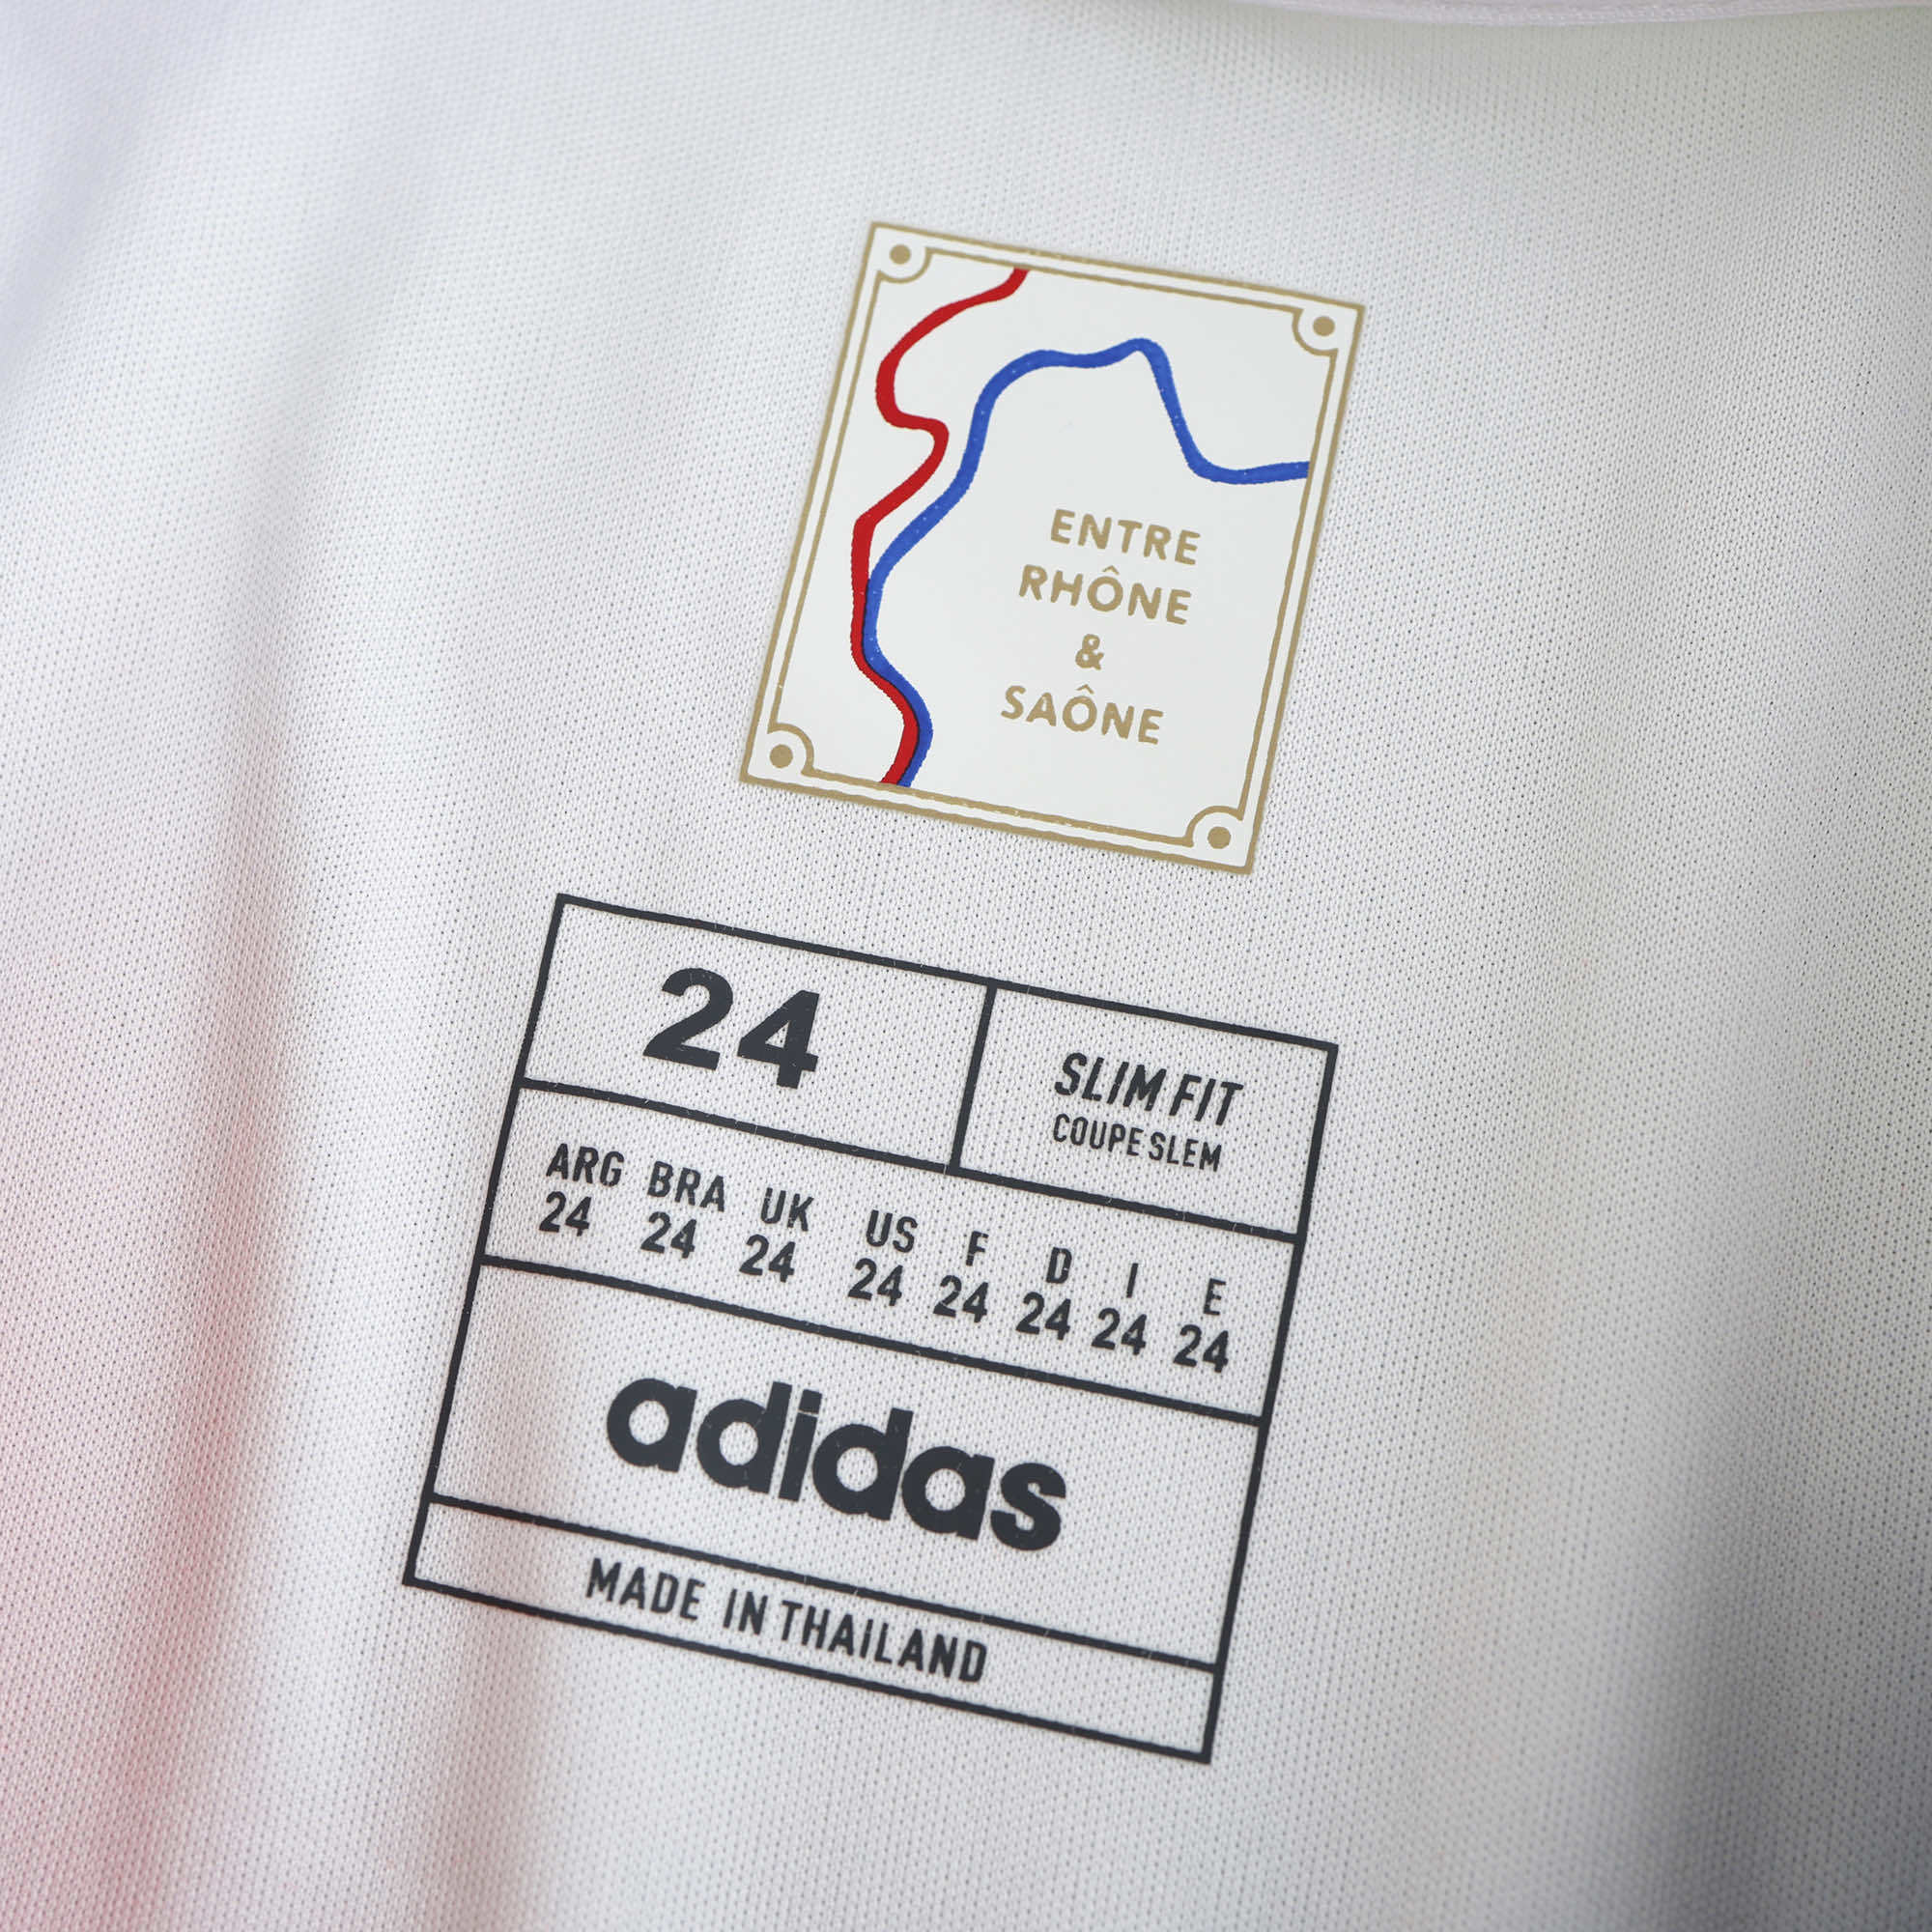 ENTRE
RHÔNE
&
SAÔNE
24
SLIM FIT
COUPE SLEM
ARG BRA UK US F D I E
24 24 24 24 24 24 24 24
adidas
MADE IN THAILAND